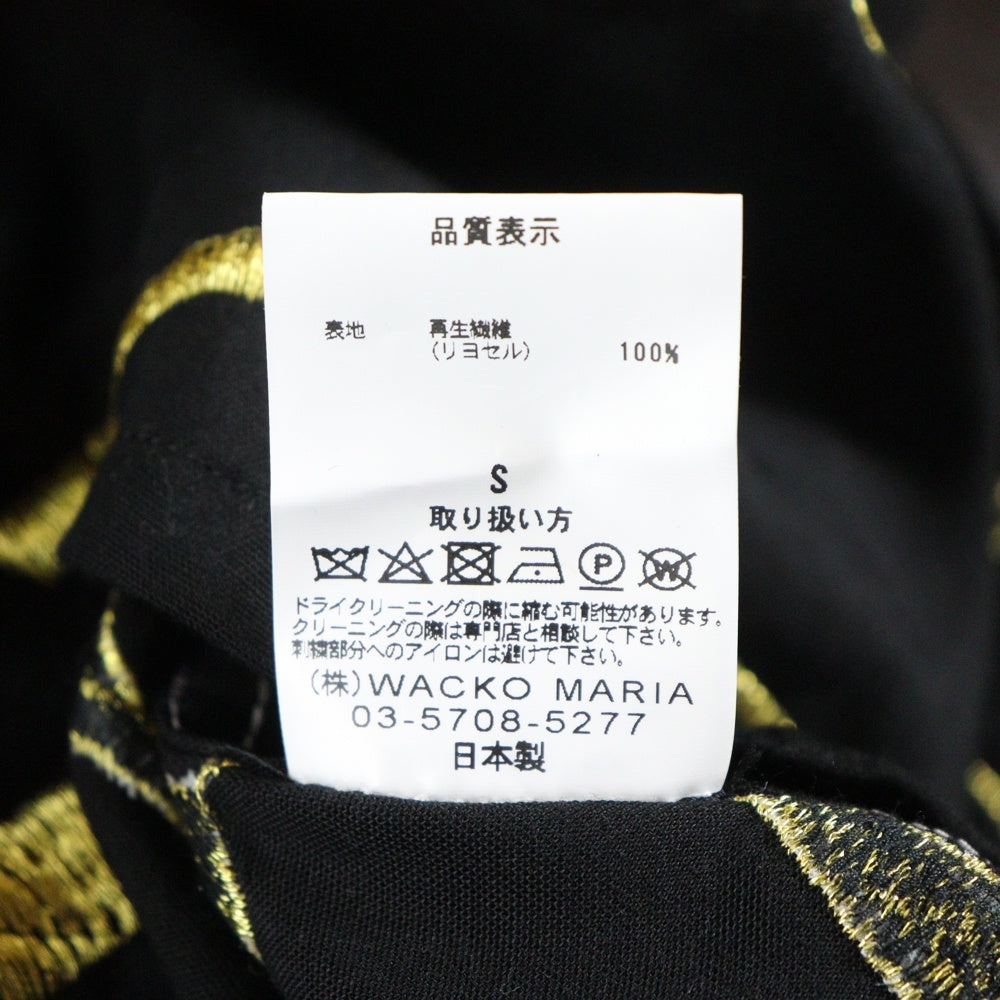 品質表示
表地 再生繊維
(リヨセル) 100%
S
取り扱い方
P W
ドライクリーニングの際に縮む可能性があります。
クリーニングの際は専門店と相談して下さい。
刺繍部分へのアイロンは避けて下さい。
(株)WACKO MARIA
03-5708-5277
日本製